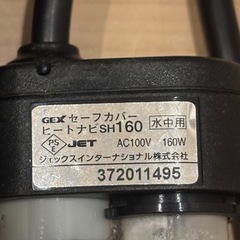 GEX セーフカバー
ヒートナビSH160 水中用
PS
E JET AC100V 160W
ジェックスインターナショナル株式会社
372011495